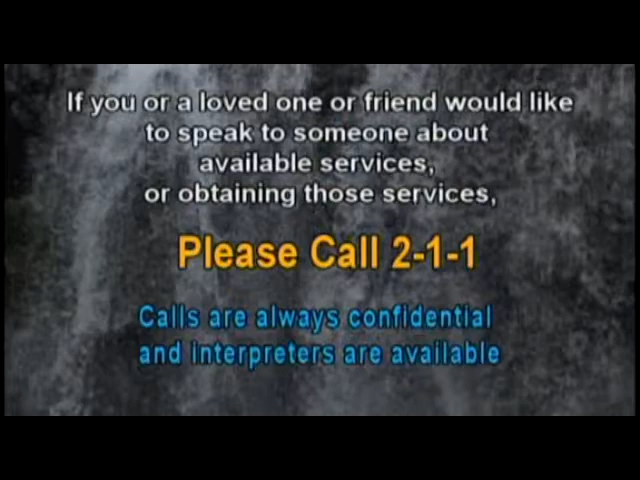 If you or a loved one or friend would like
to speak to someone about
available services,
or obtaining those services,
Please Call 2-1-1
Calls are always confidential
and interpreters are available